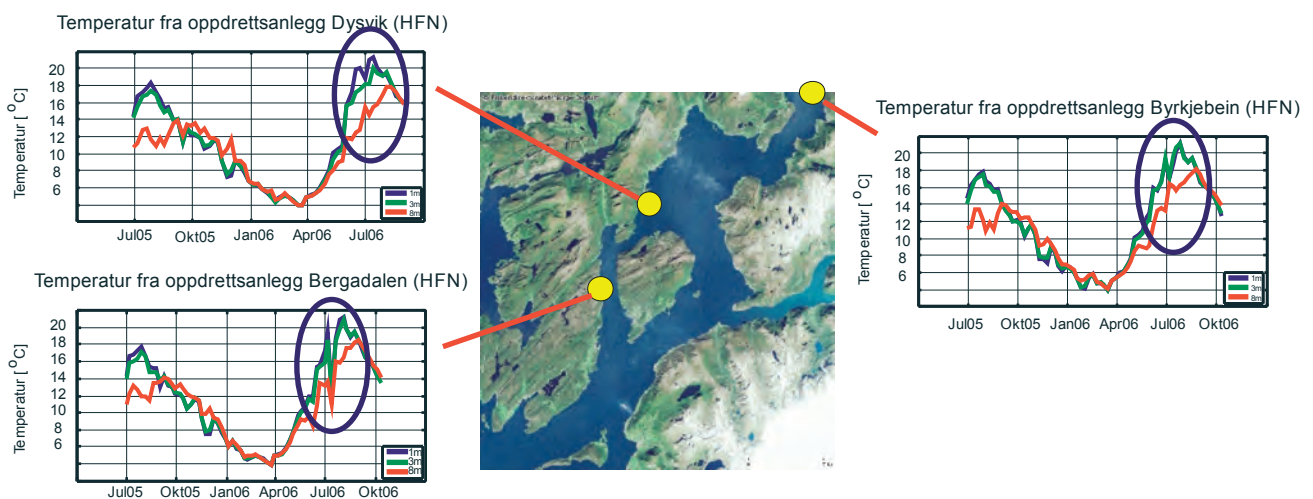 Temperatur fra oppdrettsanlegg Dysvik (HFN)
Temperatur [ °C]
20
18
16
14
12
10
8
6
1m
3m
8m
Jul05 Okt05 Jan06 Apr06 Jul06
Temperatur fra oppdrettsanlegg Bergadalen (HFN)
Temperatur [ °C]
20
18
16
14
12
10
8
6
1m
3m
8m
Jul05 Okt05 Jan06 Apr06 Jul06 Okt06
Temperatur fra oppdrettsanlegg Byrkjebein (HFN)
Temperatur [ °C]
20
18
16
14
12
10
8
6
1m
3m
8m
Jul05 Okt05 Jan06 Apr06 Jul06 Okt06